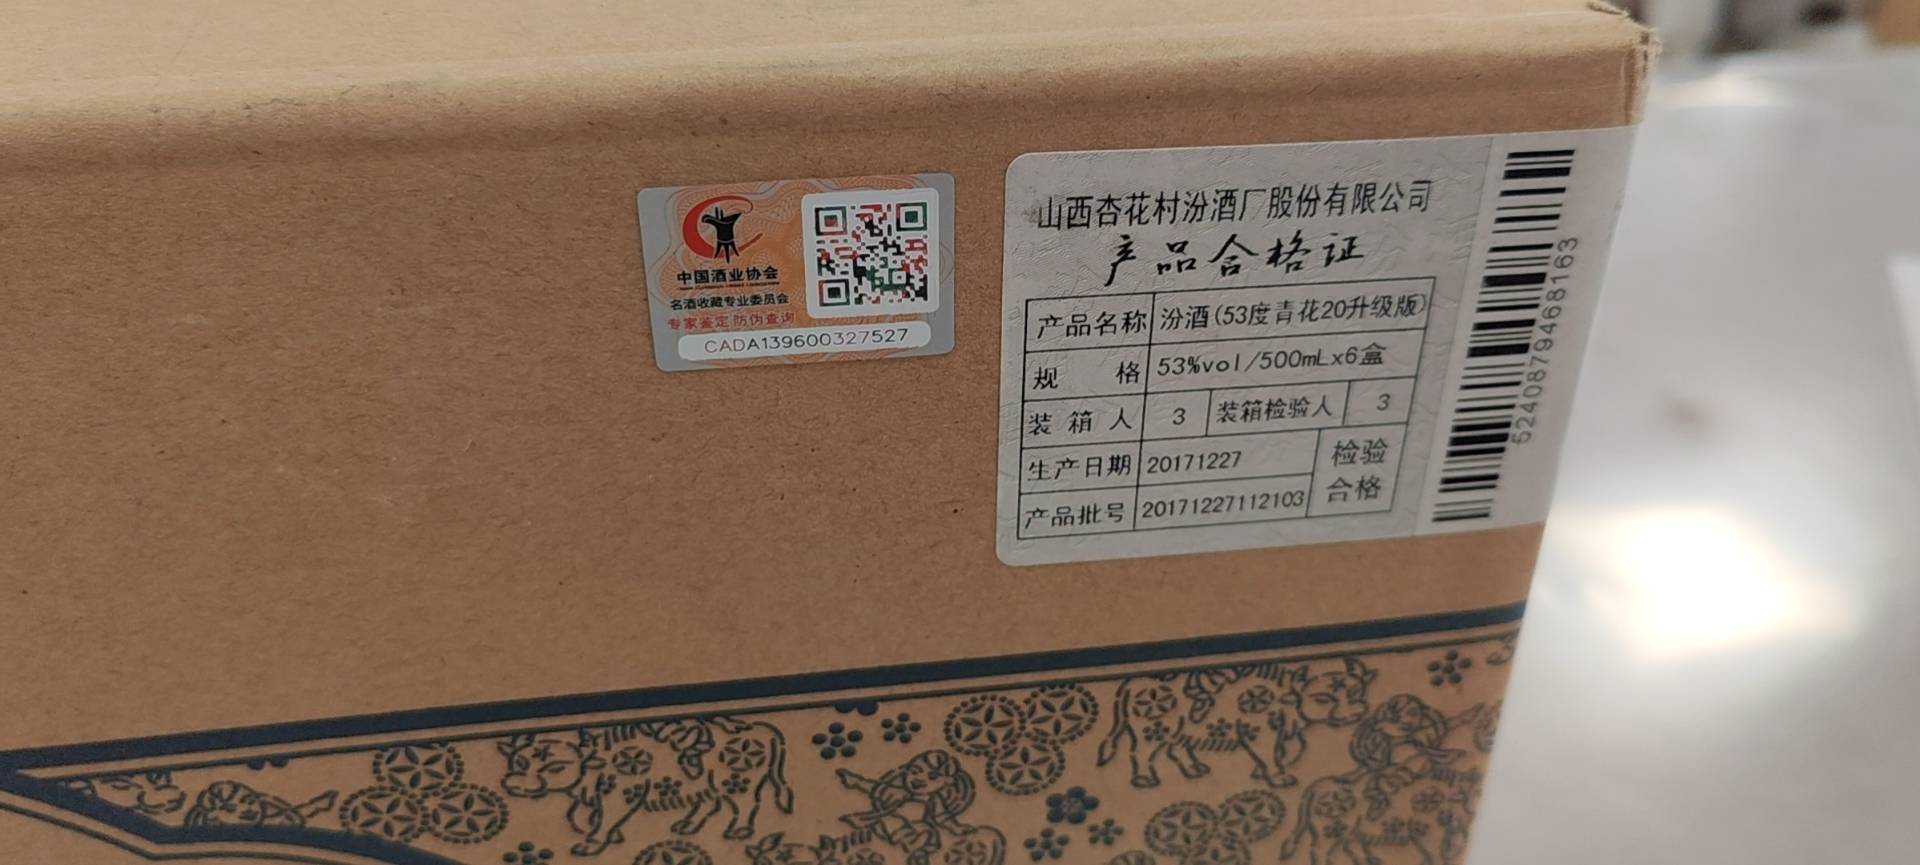 中国酒业协会
名酒收藏专业委员会
专家鉴定 防伪查询
CADA139600327527
山西杏花村汾酒厂股份有限公司
产品合格证
产品名称 汾酒(53度青花20升级版)
规 格 53%vol/500mLx6盒
装箱人 3 装箱检验人 3
生产日期 20171227 检验
产品批号 20171227112103 合格
5240879468163